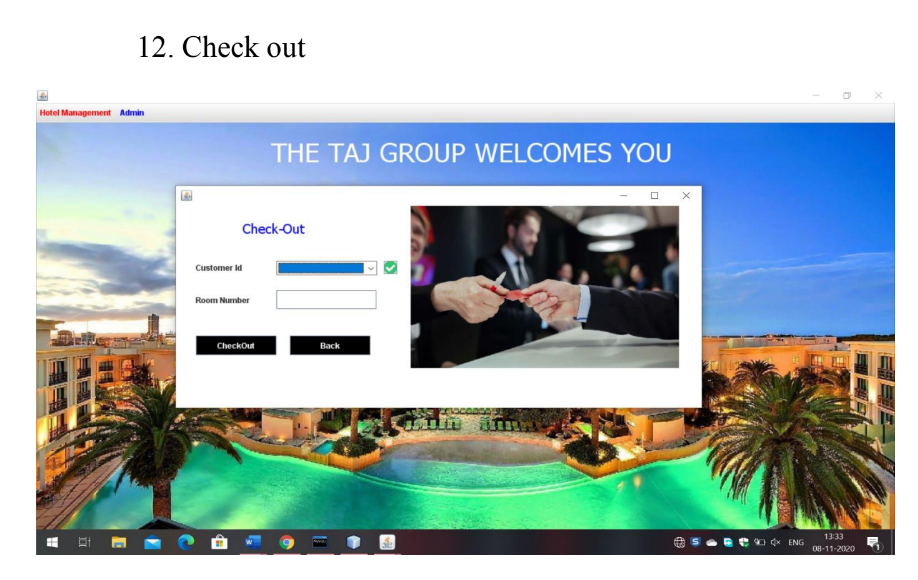 12. Check out
Hotel Management Admin
THE TAJ GROUP WELCOMES YOU
Check-Out
Customer Id
Room Number
CheckOut Back
ENG
13:33
08-11-2020